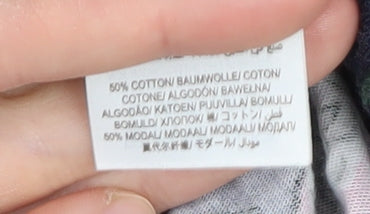 50% COTTON/ BAUMWOLLE/ COTON/
COTONE/ ALGODÓN/ BAWEŁNA/
ALGODÃO/ KATOEN/ PUUVILLA/ BOMULL/
BOMULD/ ХЛОПОК/ 棉/ コットン/ قطن
50% MODAL/ MODAAL/ MODAALI/ МОДАЛ/
莫代尔纤维/ モダール/ مودال